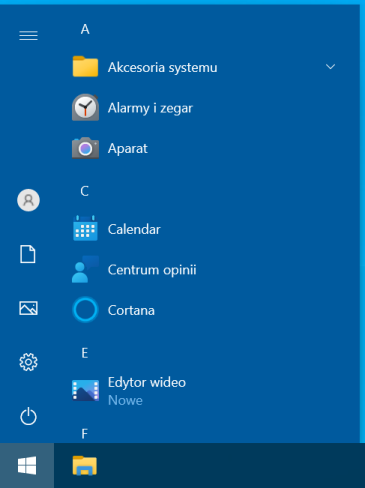 A
Akcesoria systemu
Alarmy i zegar
Aparat
C
Calendar
Centrum opinii
Cortana
E
Edytor wideo
Nowe
F